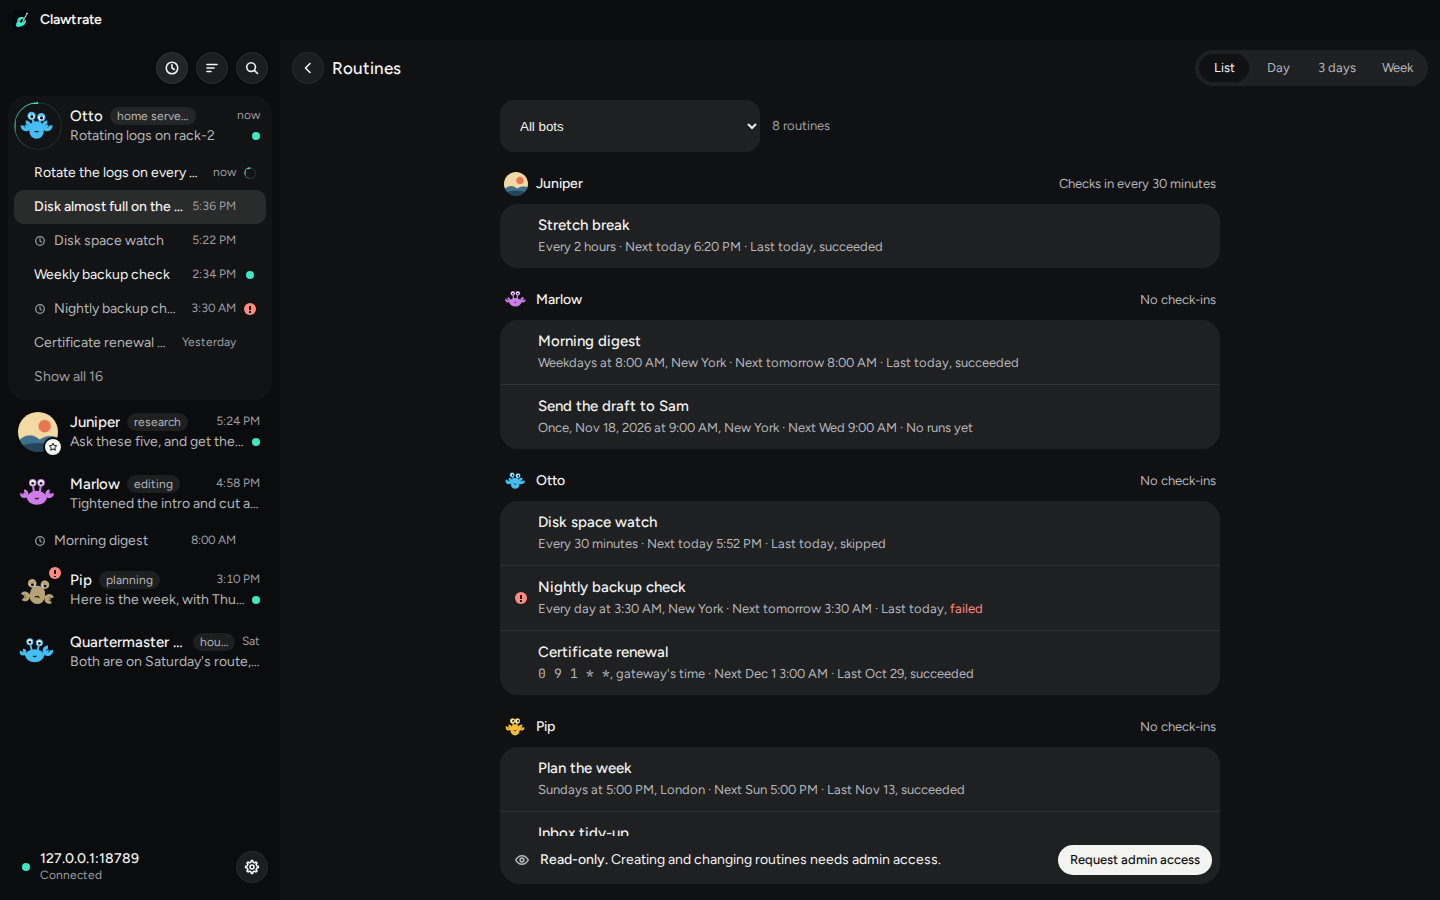 Clawtrate
Otto
home serve...
now
Rotating logs on rack-2
Rotate the logs on every ...
now
Disk almost full on the ...
5:36 PM
Disk space watch
5:22 PM
Weekly backup check
2:34 PM
Nightly backup ch...
3:30 AM
Certificate renewal ...
Yesterday
Show all 16
Juniper
research
5:24 PM
Ask these five, and get the...
Marlow
editing
4:58 PM
Tightened the intro and cut a...
Morning digest
8:00 AM
Pip
planning
3:10 PM
Here is the week, with Thu...
Quartermaster ...
hou...
Sat
Both are on Saturday's route,...
127.0.0.1:18789
Connected
Routines
List
Day
3 days
Week
All bots
8 routines
Juniper
Checks in every 30 minutes
Stretch break
Every 2 hours · Next today 6:20 PM · Last today, succeeded
Marlow
No check-ins
Morning digest
Weekdays at 8:00 AM, New York · Next tomorrow 8:00 AM · Last today, succeeded
Send the draft to Sam
Once, Nov 18, 2026 at 9:00 AM, New York · Next Wed 9:00 AM · No runs yet
Otto
No check-ins
Disk space watch
Every 30 minutes · Next today 5:52 PM · Last today, skipped
Nightly backup check
Every day at 3:30 AM, New York · Next tomorrow 3:30 AM · Last today, failed
Certificate renewal
0 9 1 * *, gateway's time · Next Dec 1 3:00 AM · Last Oct 29, succeeded
Pip
No check-ins
Plan the week
Sundays at 5:00 PM, London · Next Sun 5:00 PM · Last Nov 13, succeeded
Inbox tidy-up
Read-only. Creating and changing routines needs admin access.
Request admin access